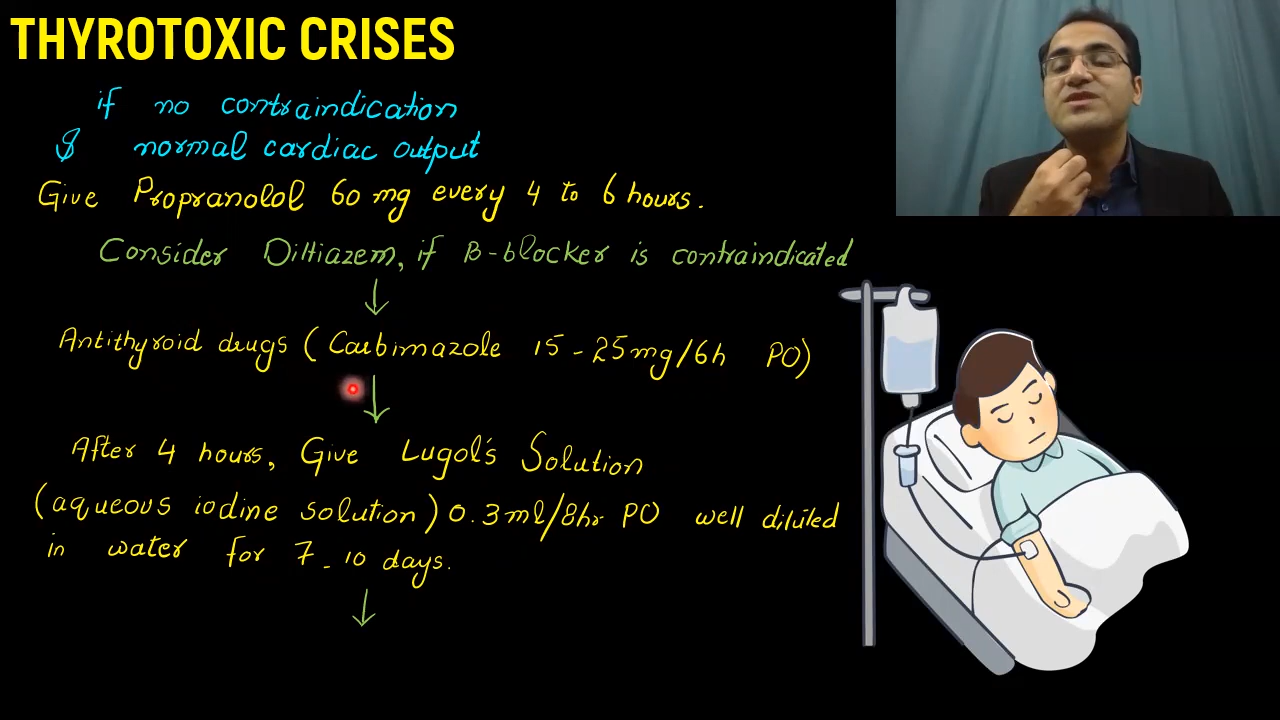 THYROTOXIC CRISES
if no contraindication
& normal cardiac output
Give Propranolol 60 mg every 4 to 6 hours.
Consider Diltiazem, if B-blocker is contraindicated
Antithyroid drugs (Carbimazole 15-25mg/6h PO)
After 4 hours, Give Lugol's Solution
(aqueous iodine solution) 0.3ml/8hr PO well diluted
in water for 7-10 days.